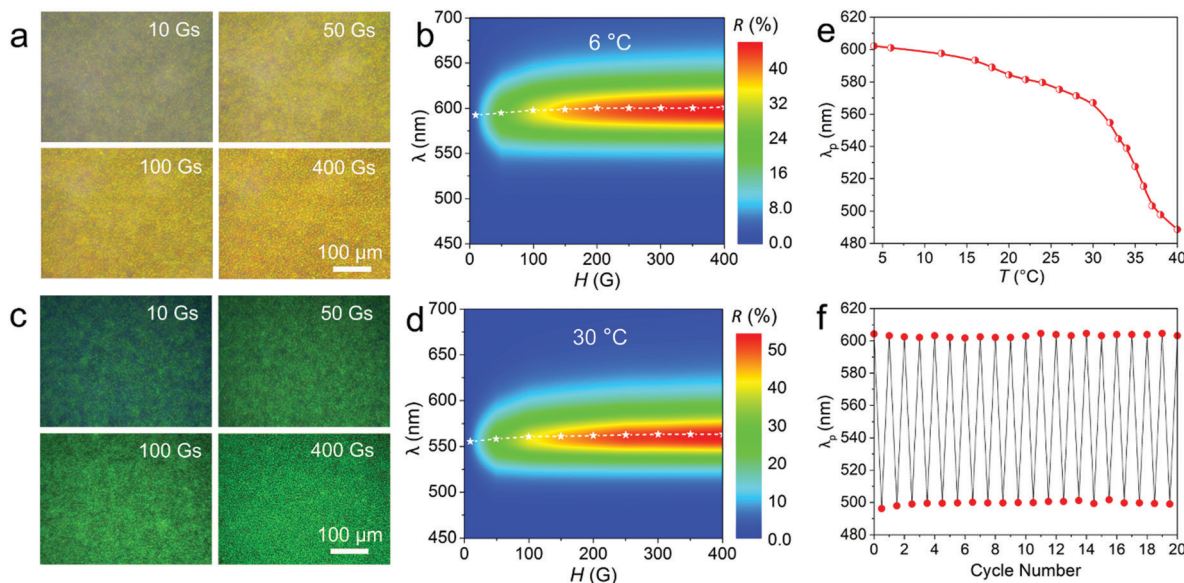 a
10 Gs
50 Gs
100 Gs
400 Gs
100 μm
b
6 °C
R (%)
λ (nm)
700
650
600
550
500
450
0
100
200
300
400
H (G)
40
32
24
16
8.0
0.0
c
10 Gs
50 Gs
100 Gs
400 Gs
100 μm
d
30 °C
R (%)
λ (nm)
700
650
600
550
500
450
0
100
200
300
400
H (G)
50
40
30
20
10
0.0
e
λp (nm)
620
600
580
560
540
520
500
480
5
10
15
20
25
30
35
40
T (°C)
f
λp (nm)
620
600
580
560
540
520
500
480
0
2
4
6
8
10
12
14
16
18
20
Cycle Number